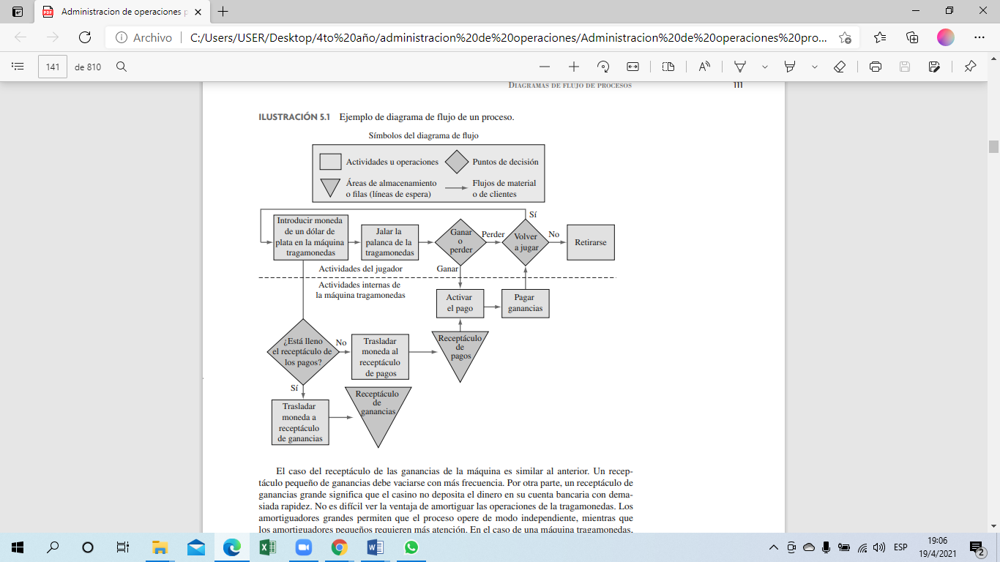 Administracion de operaciones p
Archivo
C:/Users/USER/Desktop/4to%20año/administracion%20de%20operaciones/Administracion%20de%20operaciones%20pro...
141
de 810
DIAGRAMAS DE FLUJO DE PROCESOS
111
ILUSTRACIÓN 5.1 Ejemplo de diagrama de flujo de un proceso.
Símbolos del diagrama de flujo
Actividades u operaciones
Puntos de decisión
Áreas de almacenamiento
o filas (líneas de espera)
Flujos de material
o de clientes
Sí
Introducir moneda
de un dólar de
plata en la máquina
tragamonedas
Jalar la
palanca de la
tragamonedas
Ganar
o
perder
Perder
Volver
a jugar
No
Retirarse
Actividades del jugador
Ganar
Actividades internas de
la máquina tragamonedas
Activar
el pago
Pagar
ganancias
¿Está lleno
el receptáculo de
los pagos?
No
Trasladar
moneda al
receptáculo
de pagos
Receptáculo
de
pagos
Sí
Trasladar
moneda a
receptáculo
de ganancias
Receptáculo
de
ganancias
El caso del receptáculo de las ganancias de la máquina es similar al anterior. Un recep-
táculo pequeño de ganancias debe vaciarse con más frecuencia. Por otra parte, un receptáculo de
ganancias grande significa que el casino no deposita el dinero en su cuenta bancaria con dema-
siada rapidez. No es difícil ver la ventaja de amortiguar las operaciones de la tragamonedas. Los
amortiguadores grandes permiten que el proceso opere de modo independiente, mientras que
los amortiguadores pequeños requieren más atención. En el caso de una máquina tragamonedas,
ESP
19:06
19/4/2021
2